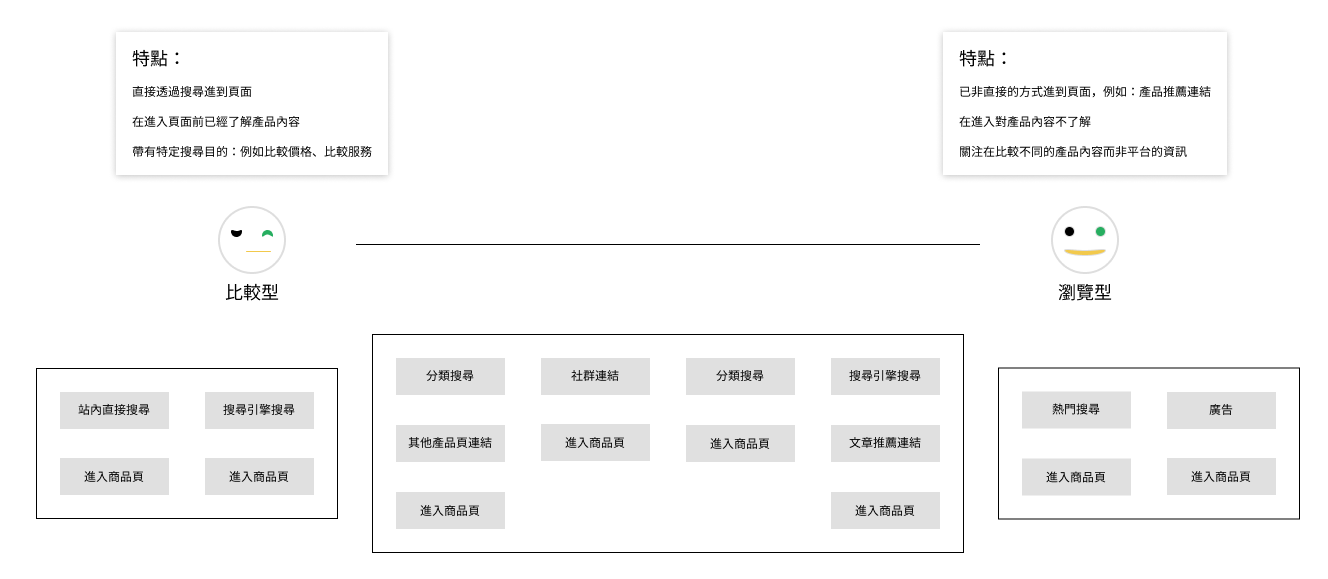 特點：
直接透過搜尋進到頁面
在進入頁面前已經了解產品內容
帶有特定搜尋目的：例如比較價格、比較服務
特點：
已非直接的方式進到頁面，例如：產品推薦連結
在進入對產品內容不了解
關注在比較不同的產品內容而非平台的資訊
比較型
瀏覽型
站內直接搜尋
搜尋引擎搜尋
進入商品頁
進入商品頁
分類搜尋
社群連結
分類搜尋
搜尋引擎搜尋
其他產品頁連結
進入商品頁
進入商品頁
文章推薦連結
進入商品頁
進入商品頁
熱門搜尋
廣告
進入商品頁
進入商品頁